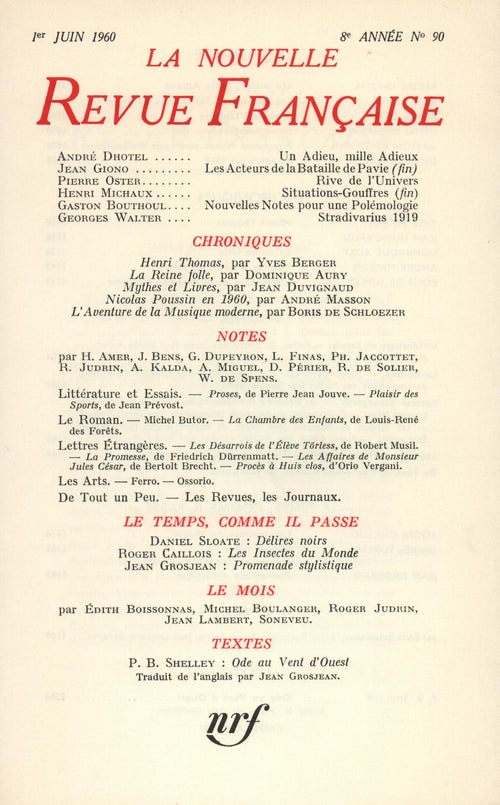 1er JUIN 1960 8e ANNÉE No 90
LA NOUVELLE
REVUE FRANÇAISE
ANDRÉ DHOTEL ...... Un Adieu, mille Adieux
JEAN GIONO ......... Les Acteurs de la Bataille de Pavie (fin)
PIERRE OSTER........ Rive de l'Univers
HENRI MICHAUX ..... Situations-Gouffres (fin)
GASTON BOUTHOUL.... Nouvelles Notes pour une Polémologie
GEORGES WALTER .... Stradivarius 1919
CHRONIQUES
Henri Thomas, par YVES BERGER
La Reine folle, par DOMINIQUE AURY
Mythes et Livres, par JEAN DUVIGNAUD
Nicolas Poussin en 1960, par ANDRÉ MASSON
L'Aventure de la Musique moderne, par BORIS DE SCHLOEZER
NOTES
par H. AMER, J. BENS, G. DUPEYRON, L. FINAS, PH. JACCOTTET,
R. JUDRIN, A. KALDA, A. MIGUEL, D. PÉRIER, R. DE SOLIER,
W. DE SPENS.
Littérature et Essais. — Proses, de Pierre Jean Jouve. — Plaisir des
Sports, de Jean Prévost.
Le Roman. — Michel Butor. — La Chambre des Enfants, de Louis-René
des Forêts.
Lettres Étrangères. — Les Désarrois de l'Élève Törless, de Robert Musil.
— La Promesse, de Friedrich Dürrenmatt. — Les Affaires de Monsieur
Jules César, de Bertolt Brecht. — Procès à Huis clos, d'Orio Vergani.
Les Arts. — Ferro. — Ossorio.
De Tout un Peu. — Les Revues, les Journaux.
LE TEMPS, COMME IL PASSE
DANIEL SLOATE : Délires noirs
ROGER CAILLOIS : Les Insectes du Monde
JEAN GROSJEAN : Promenade stylistique
LE MOIS
par ÉDITH BOISSONNAS, MICHEL BOULANGER, ROGER JUDRIN,
JEAN LAMBERT, SONEVEU.
TEXTES
P. B. SHELLEY : Ode au Vent d'Ouest
Traduit de l'anglais par JEAN GROSJEAN.
nrf